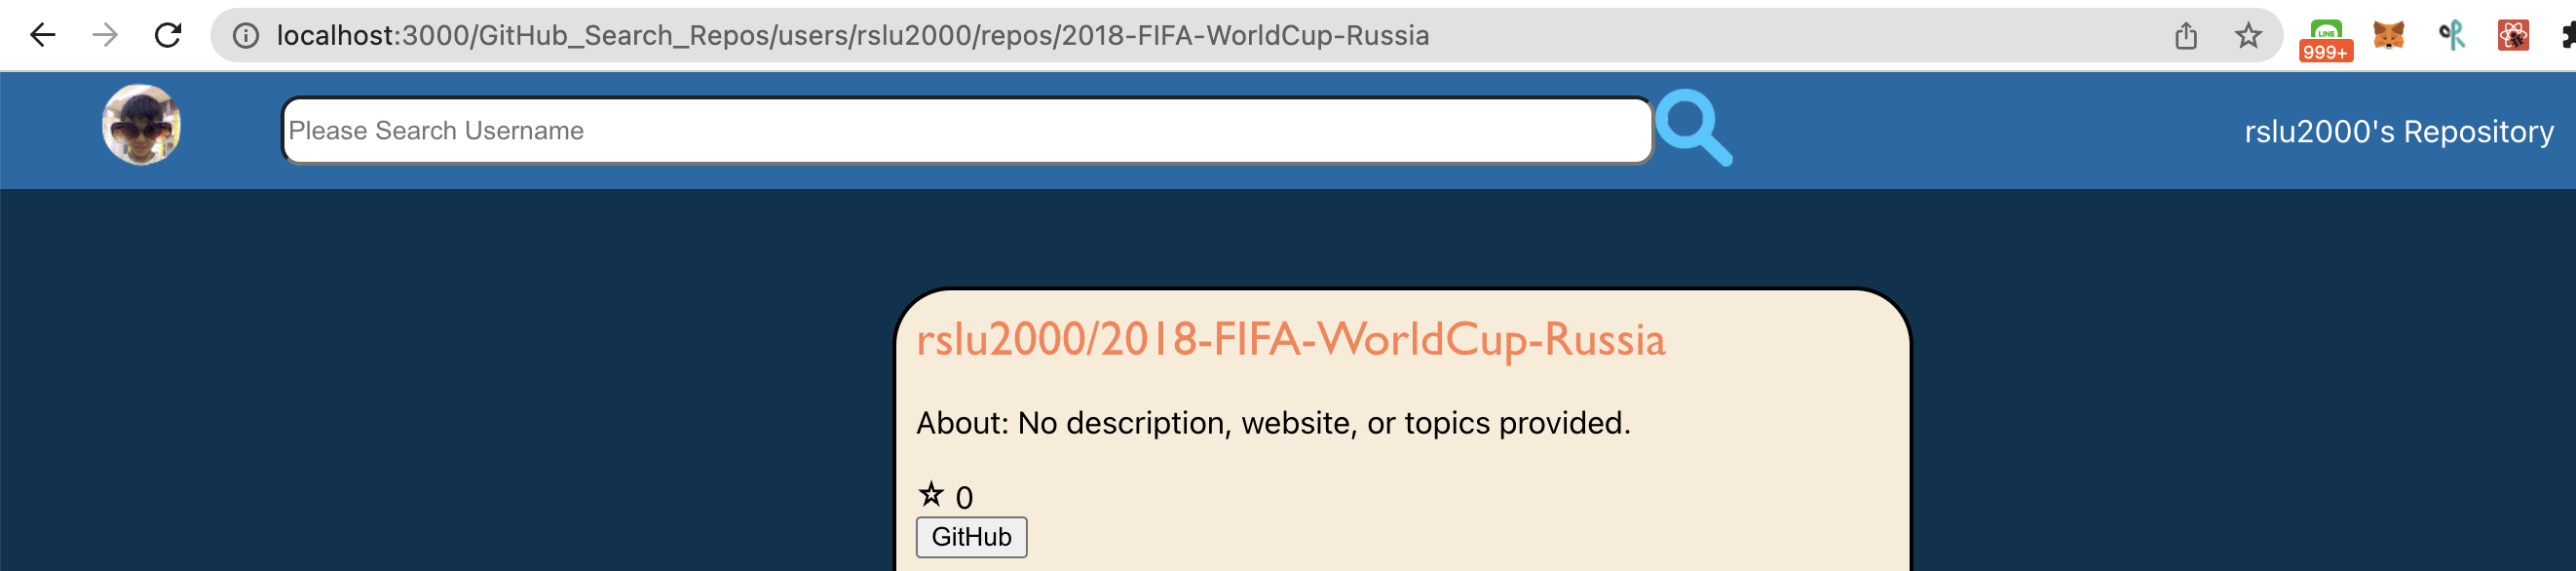 localhost:3000/GitHub_Search_Repos/users/rslu2000/repos/2018-FIFA-WorldCup-Russia
LINE
999+
Please Search Username
rslu2000's Repository
rslu2000/2018-FIFA-WorldCup-Russia
About: No description, website, or topics provided.
☆ 0
GitHub